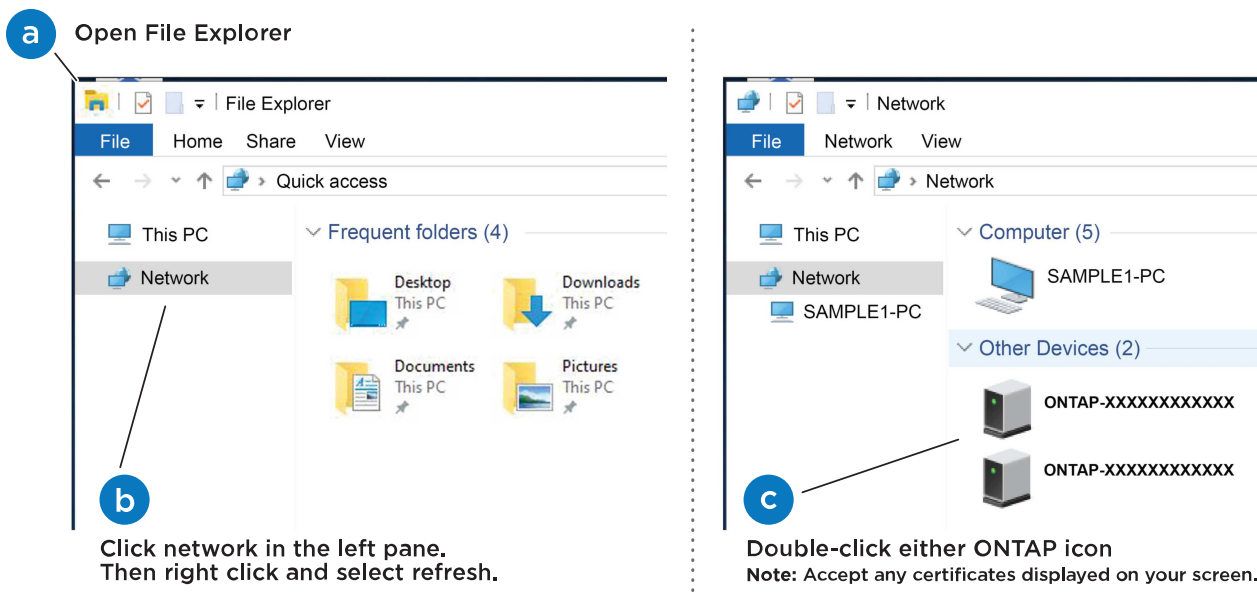 a
Open File Explorer
File Explorer
File Home Share View
Quick access
This PC
Network
Frequent folders (4)
Desktop
This PC
Downloads
This PC
Documents
This PC
Pictures
This PC
b
Click network in the left pane.
Then right click and select refresh.
Network
File Network View
Network
This PC
Network
SAMPLE1-PC
Computer (5)
SAMPLE1-PC
Other Devices (2)
ONTAP-XXXXXXXXXXXX
ONTAP-XXXXXXXXXXXX
c
Double-click either ONTAP icon
Note: Accept any certificates displayed on your screen.